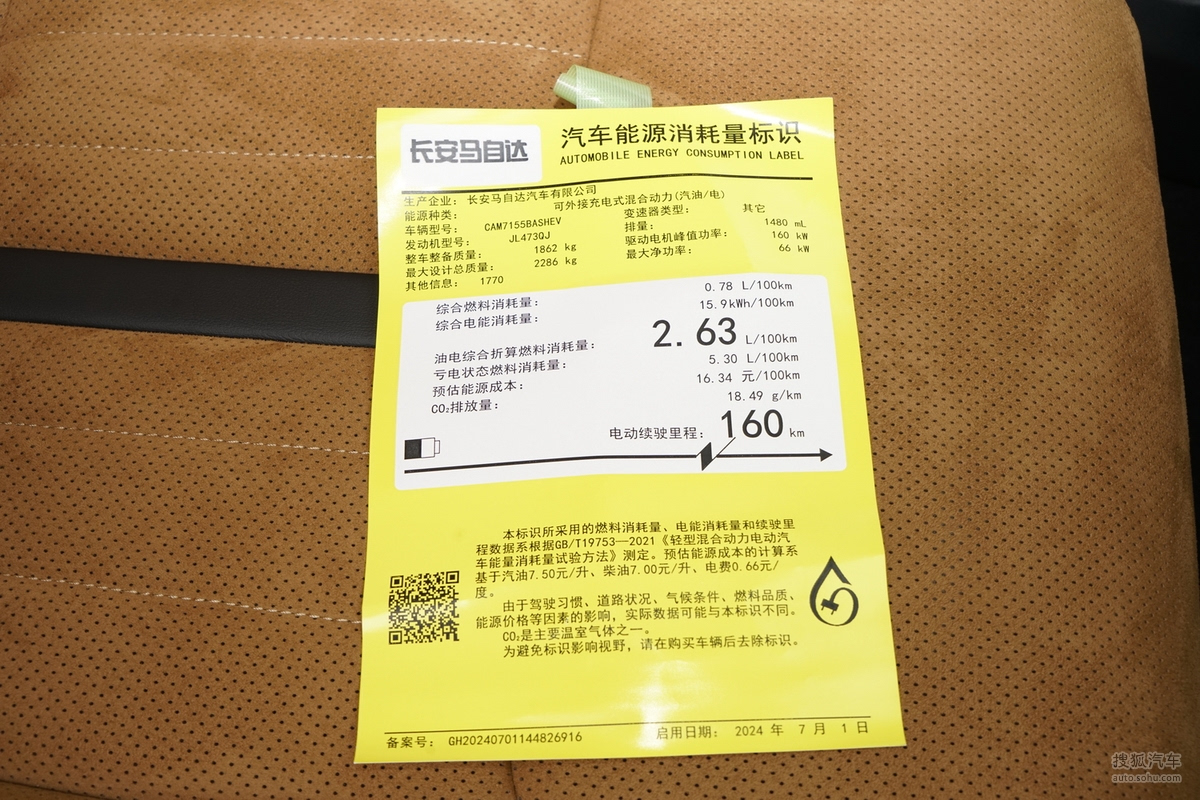 长安马自达
汽车能源消耗量标识
AUTOMOBILE ENERGY CONSUMPTION LABEL
生产企业: 长安马自达汽车有限公司
能源种类: 可外接充电式混合动力(汽油/电)
车辆型号: CAM7155BASHEV 变速器类型: 其它
发动机型号: JL473QJ 排量: 1480 mL
整车整备质量: 1862 kg 驱动电机峰值功率: 160 kW
最大设计总质量: 2286 kg 最大净功率: 66 kW
其他信息: 1770
综合燃料消耗量: 0.78 L/100km
综合电能消耗量: 15.9kWh/100km
油电综合折算燃料消耗量: 2.63 L/100km
亏电状态燃料消耗量: 5.30 L/100km
预估能源成本: 16.34 元/100km
CO₂排放量: 18.49 g/km
电动续驶里程: 160 km
本标识所采用的燃料消耗量、电能消耗量和续驶里
程数据系根据GB/T19753—2021《轻型混合动力电动汽
车能量消耗量试验方法》测定。预估能源成本的计算系
基于汽油7.50元/升、柴油7.00元/升、电费0.66元/
度。
由于驾驶习惯、道路状况、气候条件、燃料品质、
能源价格等因素的影响,实际数据可能与本标识不同。
CO₂是主要温室气体之一。
为避免标识影响视野,请在购买车辆后去除标识。
备案号: GH20240701144826916 启用日期: 2024 年 7 月 1 日
搜狐汽车
auto.sohu.com